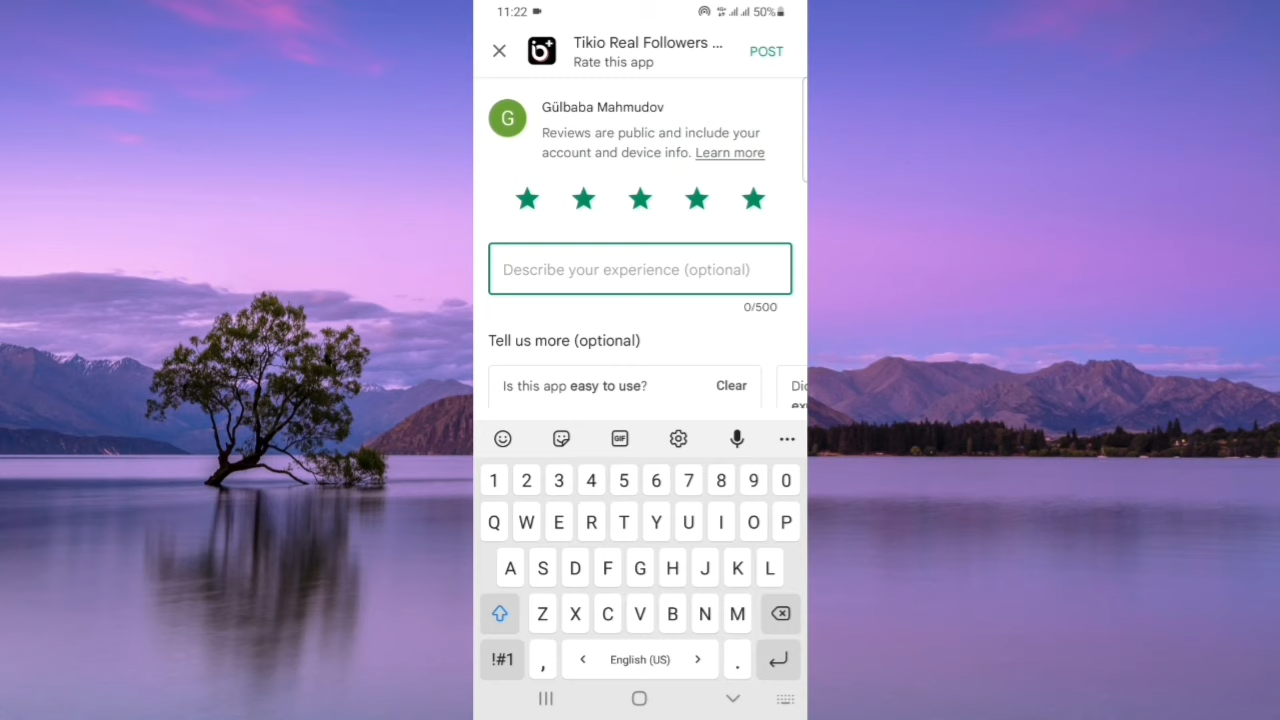 11:22
50%
Tikio Real Followers ...
Rate this app
POST
G
Gülbaba Mahmudov
Reviews are public and include your
account and device info. Learn more
Describe your experience (optional)
0/500
Tell us more (optional)
Is this app easy to use?
Clear
GIF
1 2 3 4 5 6 7 8 9 0
Q W E R T Y U I O P
A S D F G H J K L
Z X C V B N M
!#1 , English (US) .